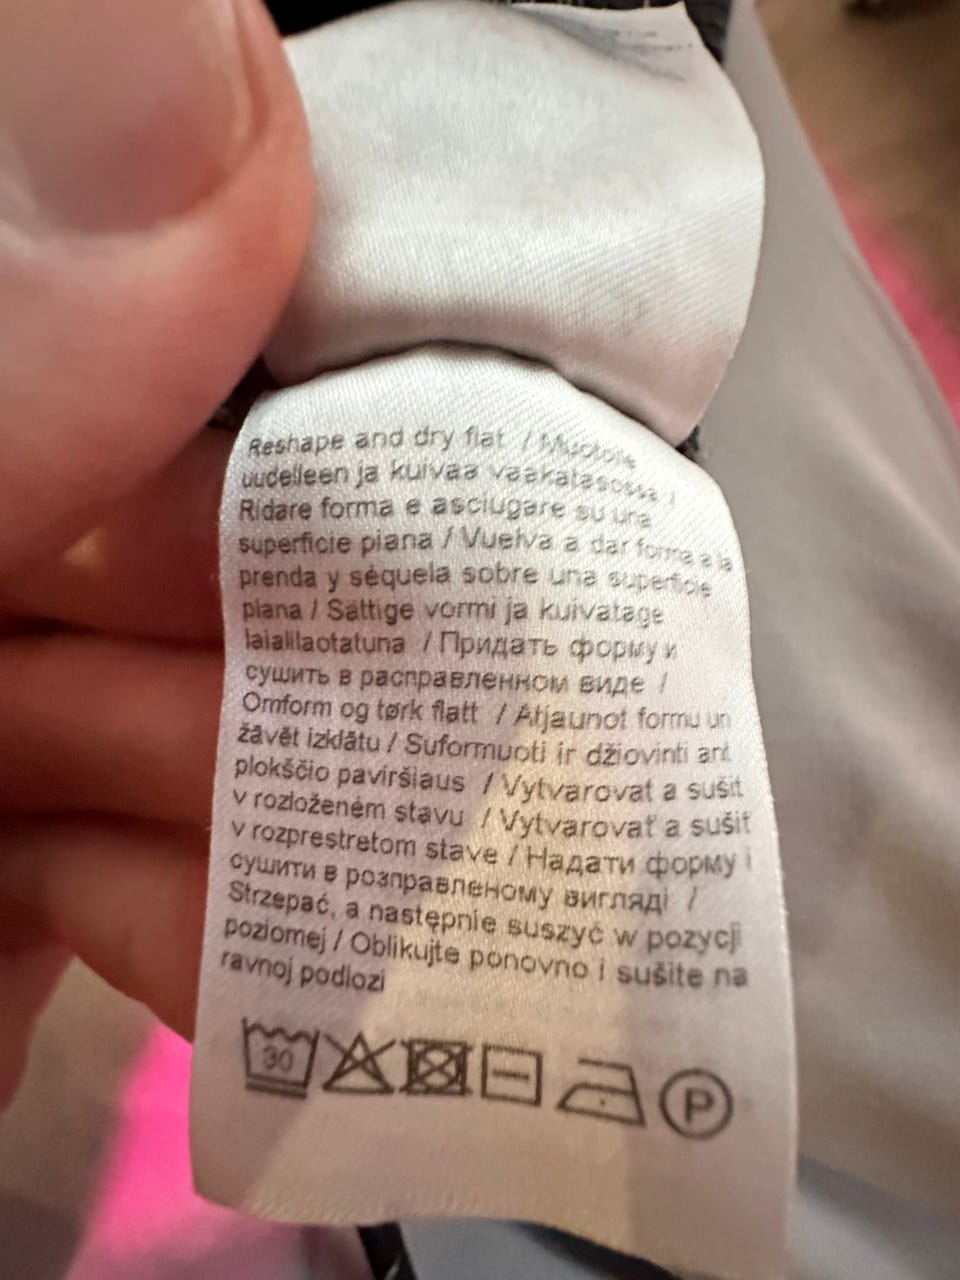 Reshape and dry flat / Muotoile
uudelleen ja kuivaa vaakatasossa /
Ridare forma e asciugare su una
superficie piana / Vuelva a dar forma a la
prenda y séquela sobre una superficie
plana / Sättige vormi ja kuivatage
laialilaotatuna / Придать форму и
сушить в расправленном виде /
Omform og tørk flatt / Atjaunot formu un
žāvēt izklātu / Suformuoti ir džiovinti ant
plokščio paviršiaus / Vytvarovat a sušit
v rozloženém stavu / Vytvarovať a sušiť
v rozprestretom stave / Надати форму і
сушити в розправленому вигляді /
Strzepać, a następnie suszyć w pozycji
poziomej / Oblikujte ponovno i sušite na
ravnoj podlozi
30 P